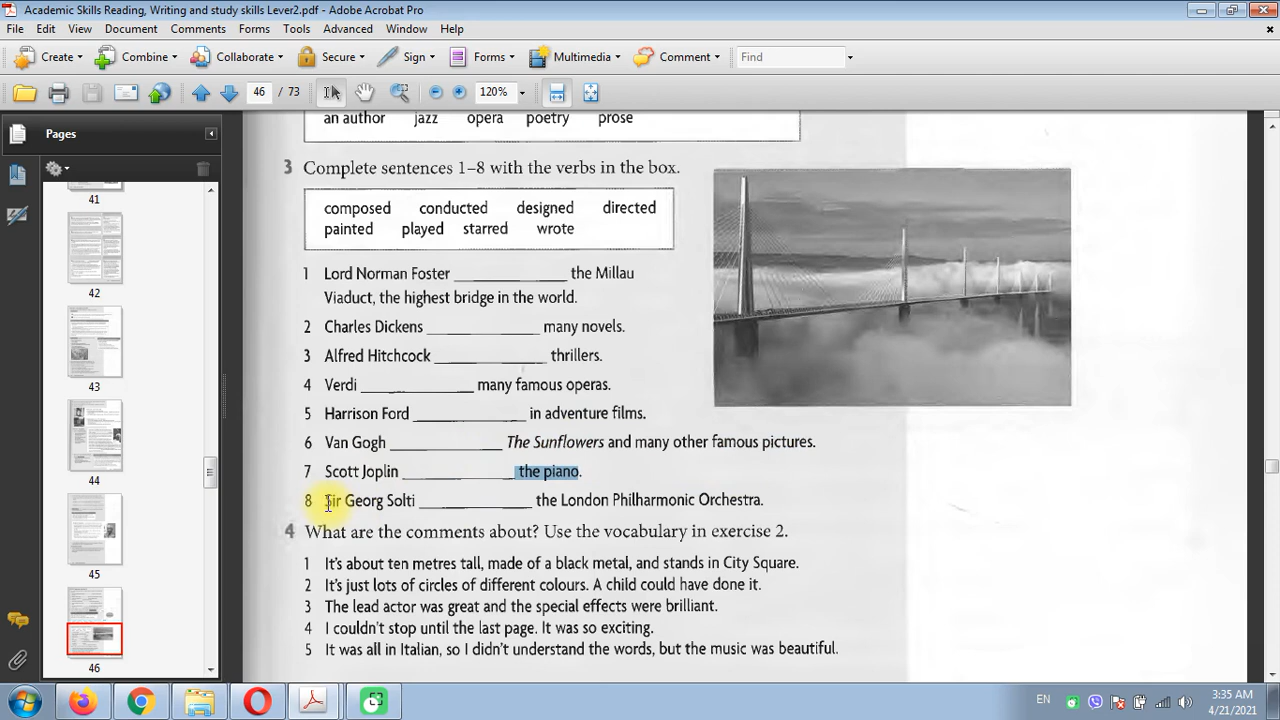 Academic Skills Reading, Writing and study skills Lever2.pdf - Adobe Acrobat Pro
File Edit View Document Comments Forms Tools Advanced Window Help
Create Combine Collaborate Secure Sign Forms Multimedia Comment Find
46 / 73 120%
Pages
41
42
43
44
45
46
an author jazz opera poetry prose
3 Complete sentences 1–8 with the verbs in the box.
composed conducted designed directed
painted played starred wrote
1 Lord Norman Foster ____________ the Millau
Viaduct, the highest bridge in the world.
2 Charles Dickens ____________ many novels.
3 Alfred Hitchcock ____________ thrillers.
4 Verdi ____________ many famous operas.
5 Harrison Ford ____________ in adventure films.
6 Van Gogh ____________ The Sunflowers and many other famous pictures.
7 Scott Joplin ____________ the piano.
8 Sir Georg Solti ____________ the London Philharmonic Orchestra.
4 What are the comments about? Use the vocabulary in exercise 2.
1 It's about ten metres tall, made of a black metal, and stands in City Square.
2 It's just lots of circles of different colours. A child could have done it.
3 The lead actor was great and the special effects were brilliant
4 I couldn't stop until the last page. It was so exciting.
5 It was all in Italian, so I didn't understand the words, but the music was beautiful.
EN 3:35 AM
4/21/2021